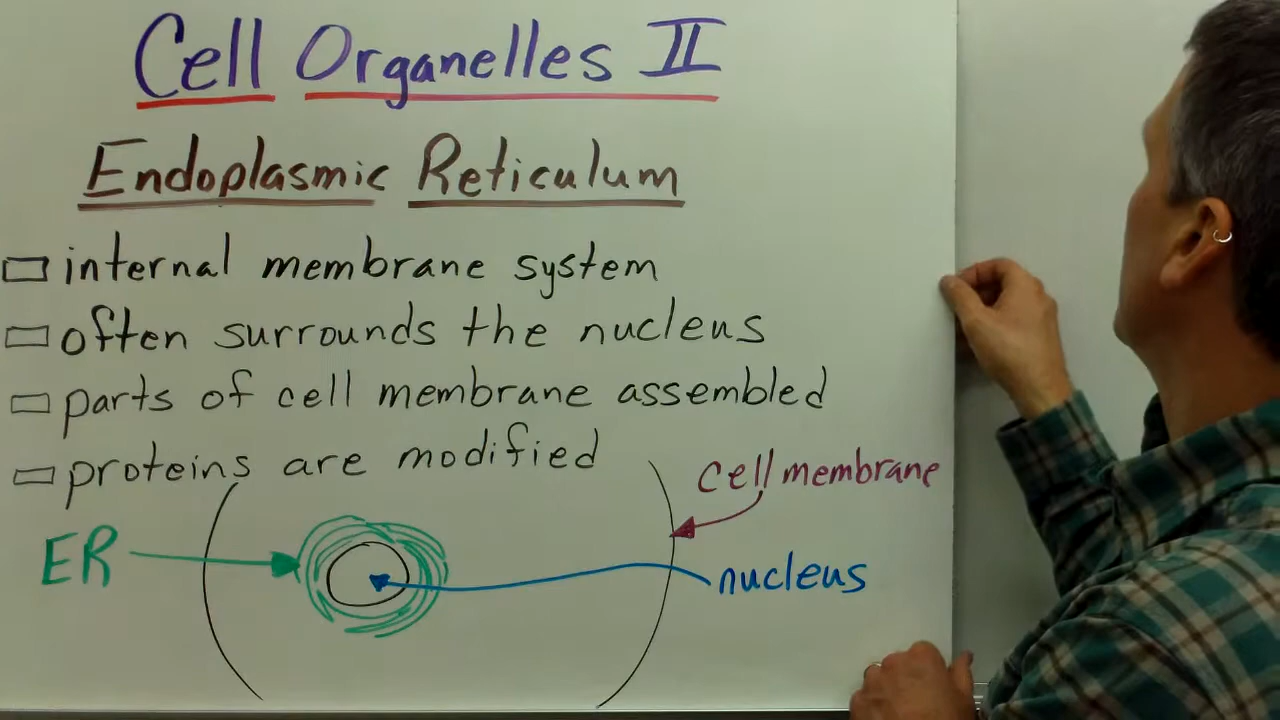 Cell Organelles II
Endoplasmic Reticulum
internal membrane system
often surrounds the nucleus
parts of cell membrane assembled
proteins are modified
cell membrane
ER
nucleus